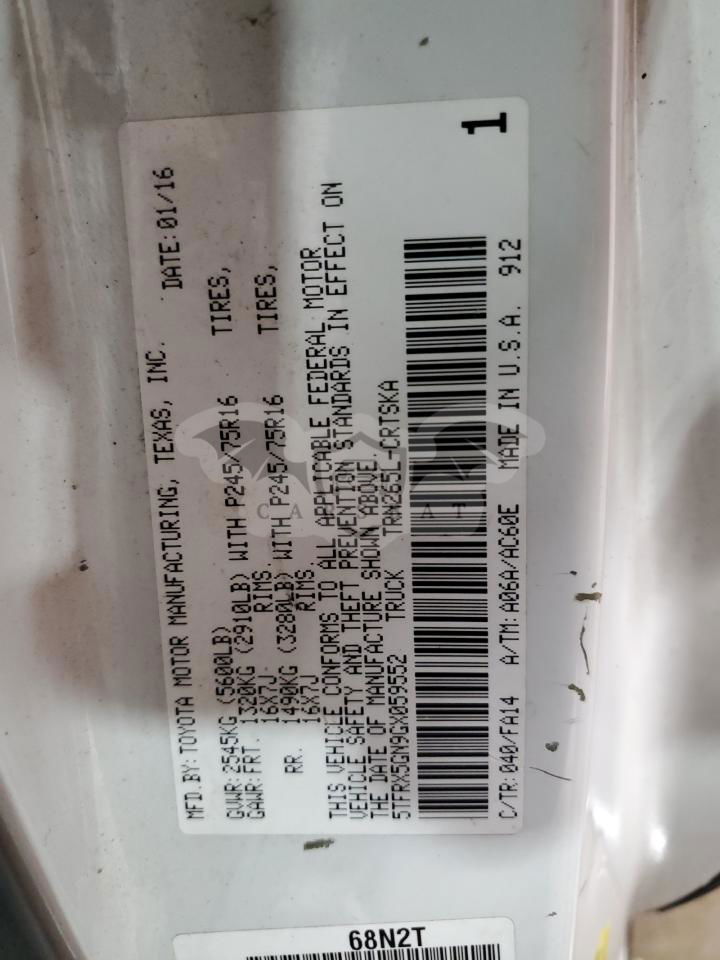 1
MFD.BY: TOYOTA MOTOR MANUFACTURING, TEXAS, INC. DATE: 01/16
GVWR: 2545KG (5600LB)
GAWR: FRT. 1320KG (2910LB) WITH P245/75R16 TIRES,
16X7J RIMS
RR. 1490KG (3280LB) WITH P245/75R16 TIRES,
16X7J RIMS
THIS VEHICLE CONFORMS TO ALL APPLICABLE FEDERAL MOTOR
VEHICLE SAFETY AND THEFT PREVENTION STANDARDS IN EFFECT ON
THE DATE OF MANUFACTURE SHOWN ABOVE.
5TFRX5GN9GX059552 TRUCK TRN265L-CRTSKA
C/TR: 040/FA14 A/TM: A06A/AC60E MADE IN U.S.A. 912
68N2T